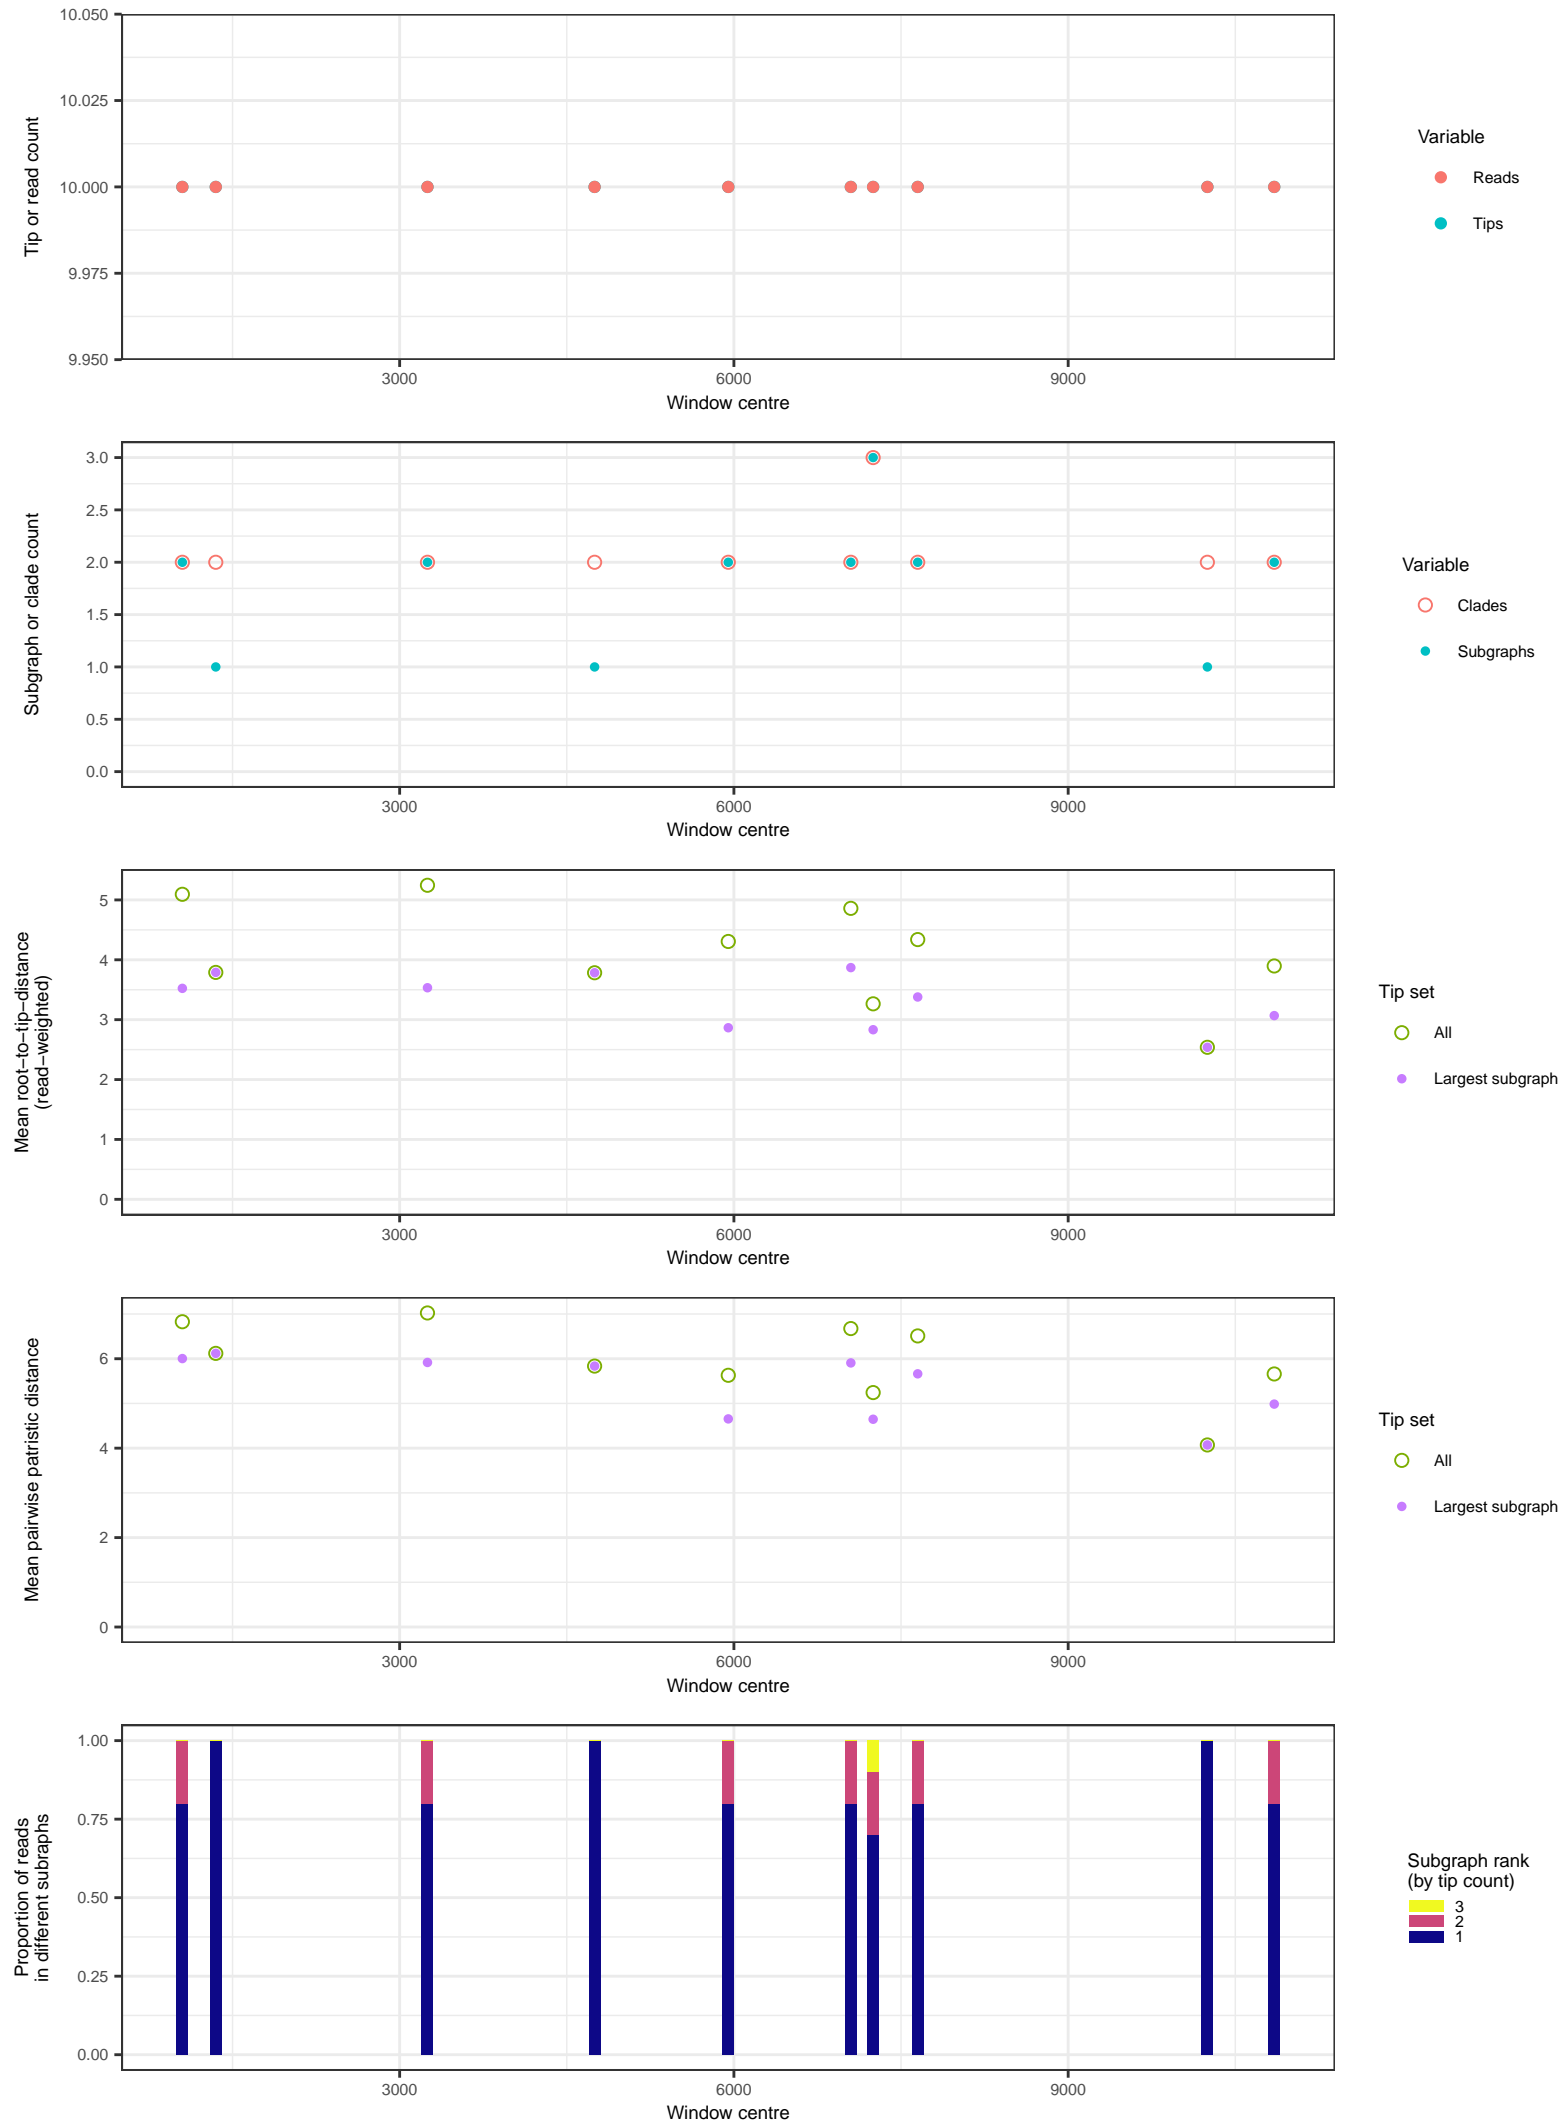 10.050
10.025
10.000
9.975
9.950
Tip or read count
3000 6000 9000
Window centre
Variable
Reads
Tips
3.0
2.5
2.0
1.5
1.0
0.5
0.0
Subgraph or clade count
3000 6000 9000
Window centre
Variable
Clades
Subgraphs
5
4
3
2
1
0
Mean root−to−tip−distance
(read−weighted)
3000 6000 9000
Window centre
Tip set
All
Largest subgraph
6
4
2
0
Mean pairwise patristic distance
3000 6000 9000
Window centre
Tip set
All
Largest subgraph
1.00
0.75
0.50
0.25
0.00
Proportion of reads
in different subraphs
3000 6000 9000
Window centre
Subgraph rank
(by tip count)
3
2
1